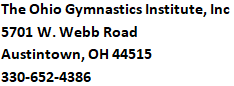 The Ohio Gymnastics Institute, Inc
5701 W. Webb Road
Austintown, OH 44515
330-652-4386